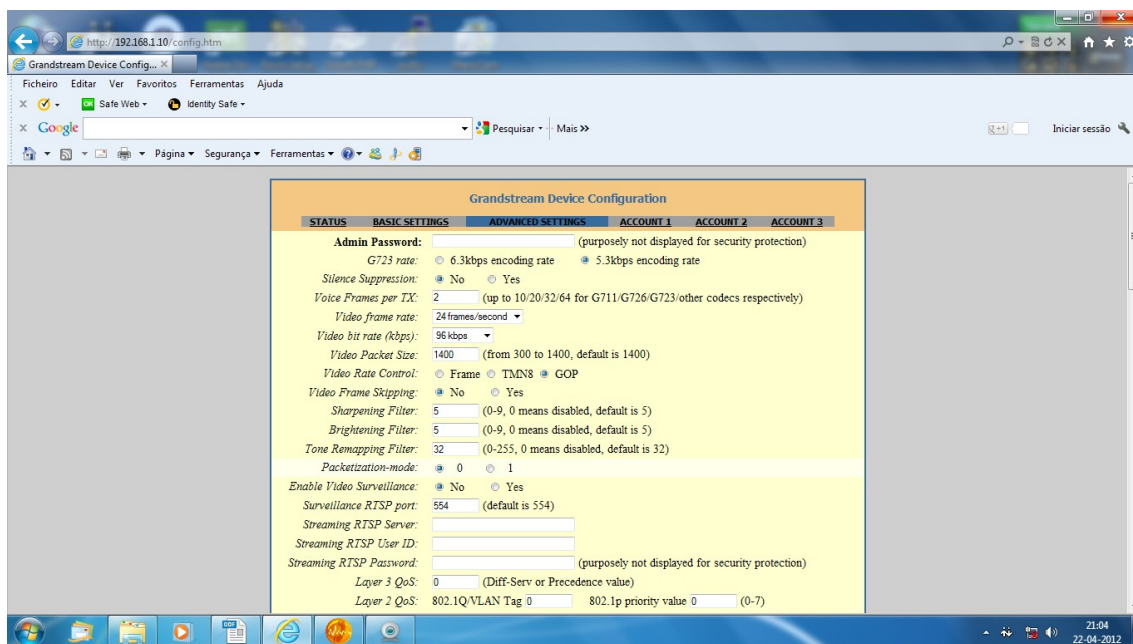 http://192.168.1.10/config.htm
Grandstream Device Config...
Ficheiro Editar Ver Favoritos Ferramentas Ajuda
Safe Web Identity Safe
Google Pesquisar Mais >> Iniciar sessão
Página Segurança Ferramentas
Grandstream Device Configuration
STATUS BASIC SETTINGS ADVANCED SETTINGS ACCOUNT 1 ACCOUNT 2 ACCOUNT 3
Admin Password: (purposely not displayed for security protection)
G723 rate: 6.3kbps encoding rate 5.3kbps encoding rate
Silence Suppression: No Yes
Voice Frames per TX: 2 (up to 10/20/32/64 for G711/G726/G723/other codecs respectively)
Video frame rate: 24 frames/second
Video bit rate (kbps): 96 kbps
Video Packet Size: 1400 (from 300 to 1400, default is 1400)
Video Rate Control: Frame TMN8 GOP
Video Frame Skipping: No Yes
Sharpening Filter: 5 (0-9, 0 means disabled, default is 5)
Brightening Filter: 5 (0-9, 0 means disabled, default is 5)
Tone Remapping Filter: 32 (0-255, 0 means disabled, default is 32)
Packetization-mode: 0 1
Enable Video Surveillance: No Yes
Surveillance RTSP port: 554 (default is 554)
Streaming RTSP Server:
Streaming RTSP User ID:
Streaming RTSP Password: (purposely not displayed for security protection)
Layer 3 QoS: 0 (Diff-Serv or Precedence value)
Layer 2 QoS: 802.1Q/VLAN Tag 0 802.1p priority value 0 (0-7)
21:04
22-04-2012